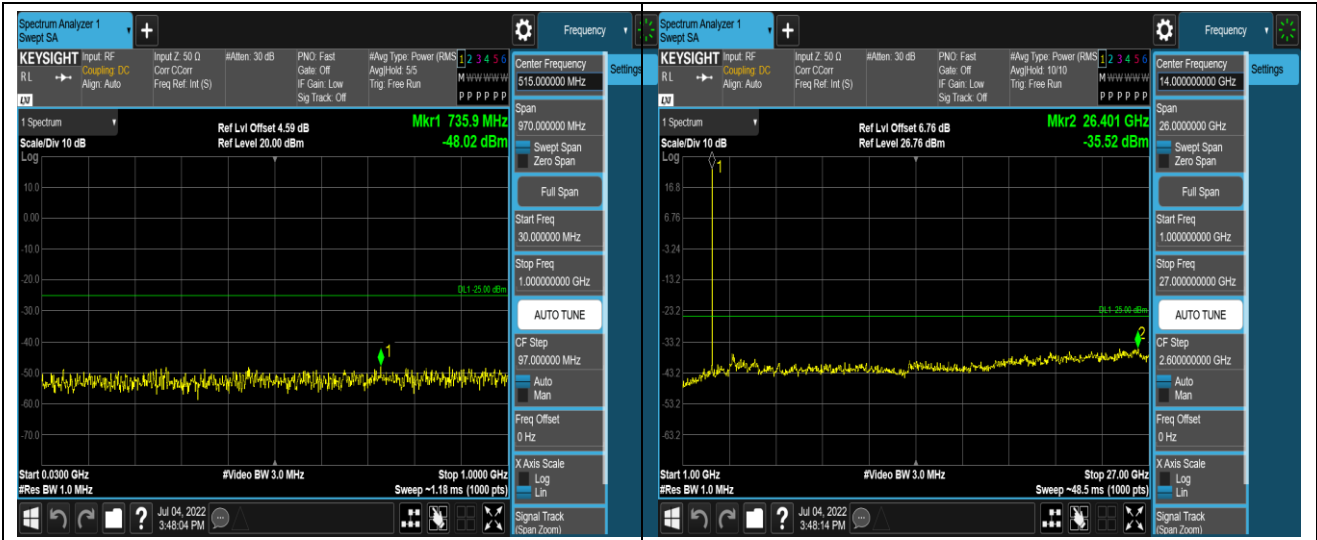 Spectrum Analyzer 1
Swept SA
+
Frequency
KEYSIGHT
Input: RF
Input Z: 50 Ω
#Atten: 30 dB
PNO: Fast
#Avg Type: Power (RMS
1 2 3 4 5 6
RL
Coupling: DC
Corr CCorr
Gate: Off
Avg|Hold: 5/5
M W W W W W
Align: Auto
Freq Ref: Int (S)
IF Gain: Low
Trig: Free Run
Sig Track: Off
P P P P P P
LXI
Center Frequency
515.000000 MHz
Settings
1 Spectrum
Ref Lvl Offset 4.59 dB
Mkr1 735.9 MHz
Scale/Div 10 dB
Ref Level 20.00 dBm
-48.02 dBm
Log
10.0
0.00
-10.0
-20.0
DL1 -25.00 dBm
-30.0
-40.0
1
-50.0
-60.0
-70.0
Start 0.0300 GHz
#Video BW 3.0 MHz
Stop 1.0000 GHz
#Res BW 1.0 MHz
Sweep ~1.18 ms (1000 pts)
Span
970.000000 MHz
Swept Span
Zero Span
Full Span
Start Freq
30.000000 MHz
Stop Freq
1.000000000 GHz
AUTO TUNE
CF Step
97.000000 MHz
Auto
Man
Freq Offset
0 Hz
X Axis Scale
Log
Lin
Signal Track
(Span Zoom)
?
Jul 04, 2022
3:48:04 PM
Spectrum Analyzer 1
Swept SA
+
Frequency
KEYSIGHT
Input: RF
Input Z: 50 Ω
#Atten: 30 dB
PNO: Fast
#Avg Type: Power (RMS
1 2 3 4 5 6
RL
Coupling: DC
Corr CCorr
Gate: Off
Avg|Hold: 10/10
M W W W W W
Align: Auto
Freq Ref: Int (S)
IF Gain: Low
Trig: Free Run
Sig Track: Off
P P P P P P
LXI
Center Frequency
14.000000000 GHz
Settings
1 Spectrum
Ref Lvl Offset 6.76 dB
Mkr2 26.401 GHz
Scale/Div 10 dB
Ref Level 26.76 dBm
-35.52 dBm
Log
1
16.8
6.76
-3.24
-13.2
-23.2
DL1 -25.00 dBm
-33.2
2
-43.2
-53.2
-63.2
Start 1.00 GHz
#Video BW 3.0 MHz
Stop 27.00 GHz
#Res BW 1.0 MHz
Sweep ~48.5 ms (1000 pts)
Span
26.0000000 GHz
Swept Span
Zero Span
Full Span
Start Freq
1.000000000 GHz
Stop Freq
27.000000000 GHz
AUTO TUNE
CF Step
2.600000000 GHz
Auto
Man
Freq Offset
0 Hz
X Axis Scale
Log
Lin
Signal Track
(Span Zoom)
?
Jul 04, 2022
3:48:14 PM